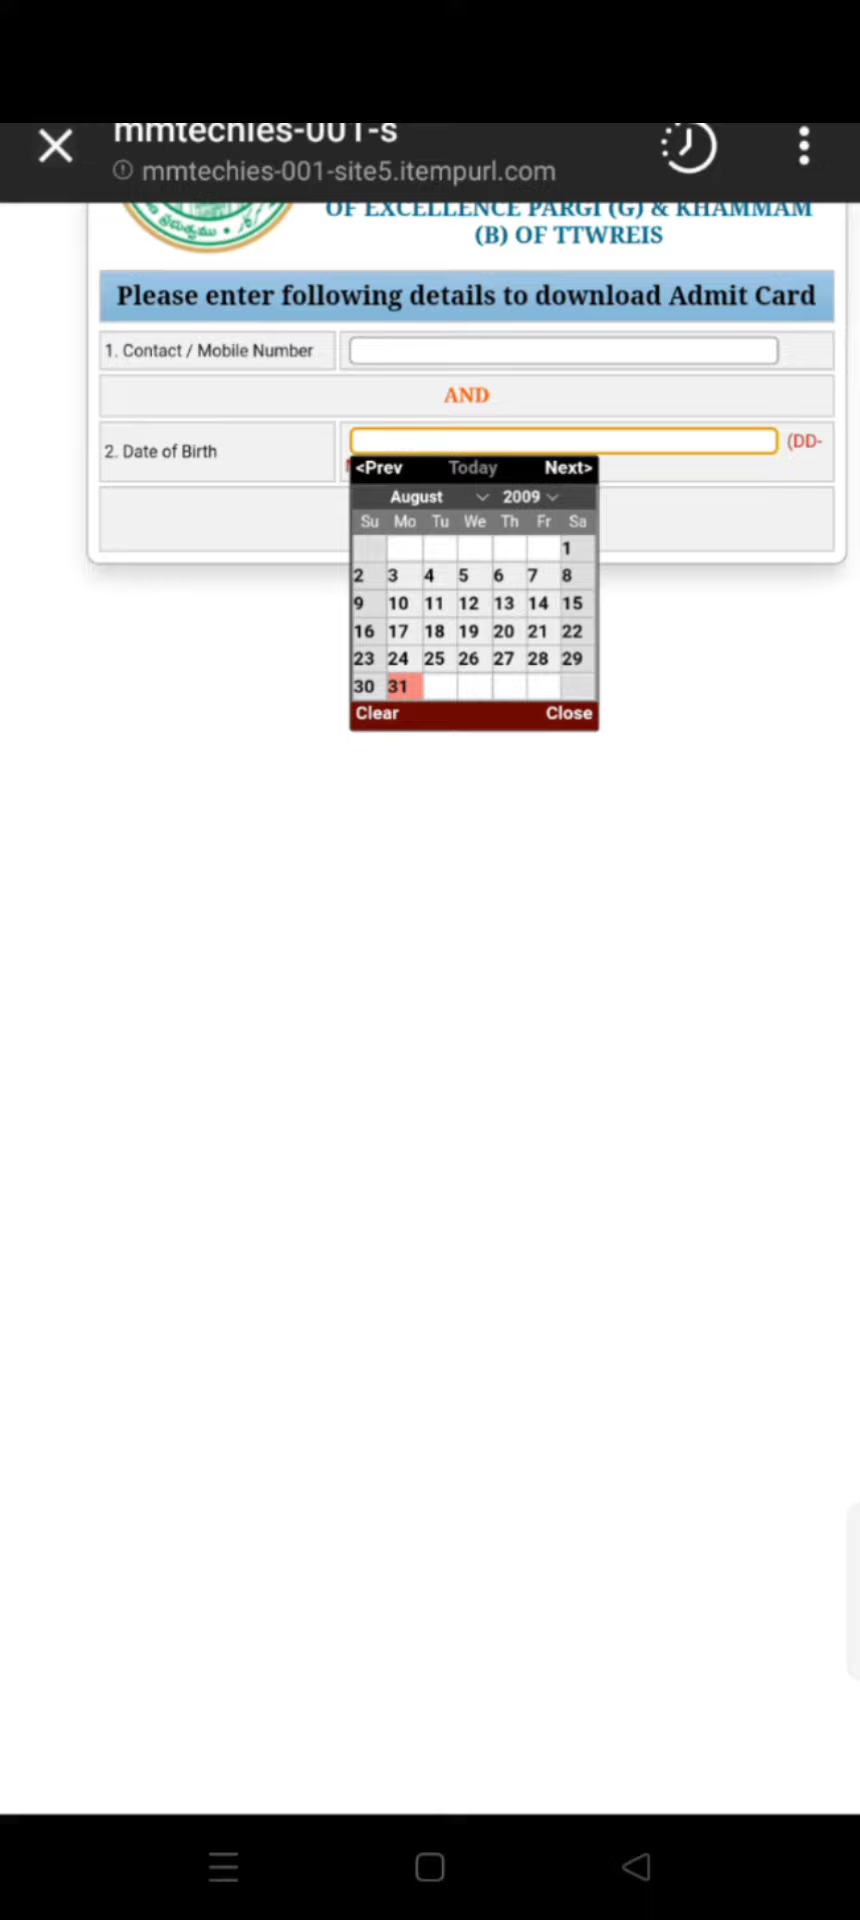 mmtechies-001-s
mmtechies-001-site5.itempurl.com
ప్రభుత్వము
OF EXCELLENCE PARGI (G) & KHAMMAM
(B) OF TTWREIS
Please enter following details to download Admit Card
1. Contact / Mobile Number
AND
2. Date of Birth
(DD-
<Prev Today Next>
August 2009
Su Mo Tu We Th Fr Sa
1
2 3 4 5 6 7 8
9 10 11 12 13 14 15
16 17 18 19 20 21 22
23 24 25 26 27 28 29
30 31
Clear Close